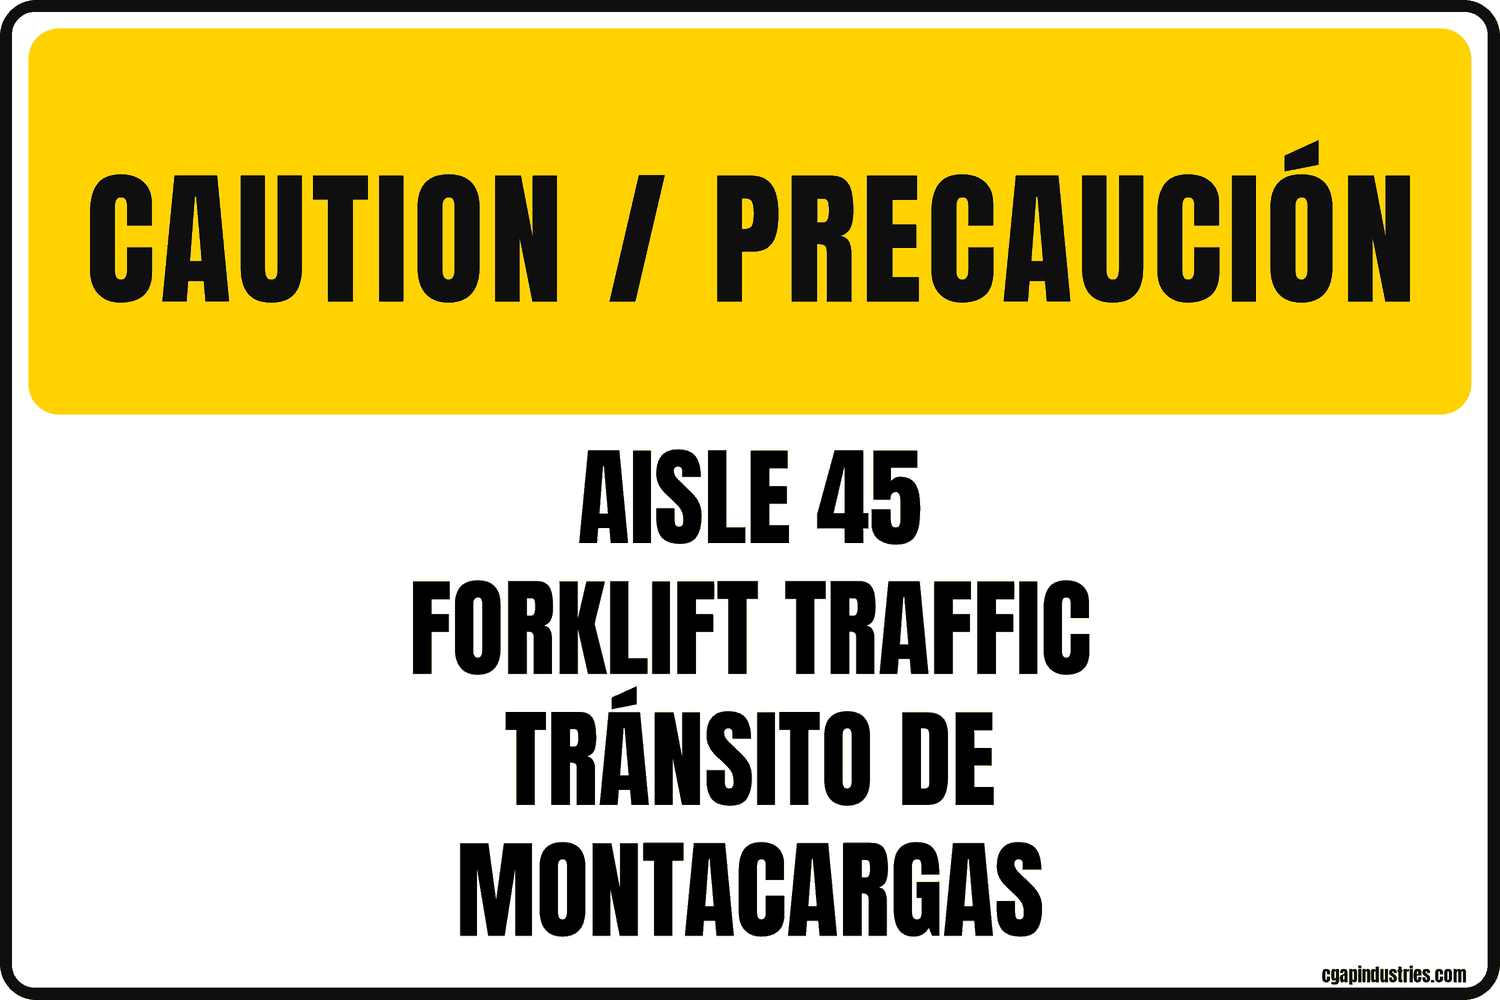 CAUTION / PRECAUCIÓN
AISLE 45
FORKLIFT TRAFFIC
TRÁNSITO DE
MONTACARGAS
cgapindustries.com